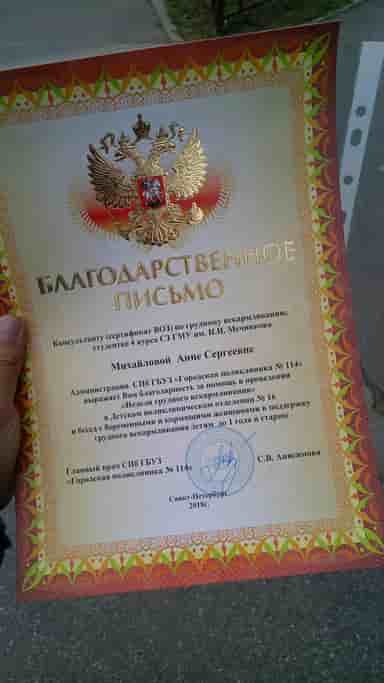 БЛАГОДАРСТВЕННОЕ
ПИСЬМО
Консультанту (сертификат ВОЗ) по грудному вскармливанию,
студентке 4 курса СЗ ГМУ им. И.И. Мечникова
Михайловой Анне Сергеевне
Администрация СПб ГБУЗ «Городская поликлиника № 114»
выражает Вам благодарность за помощь в проведении
«Недели грудного вскармливания»
в Детском поликлиническом отделении № 16
и бесед с беременными и кормящими женщинами в поддержку
грудного вскармливания детям до 1 года и старше
Главный врач СПб ГБУЗ
«Городская поликлиника № 114»
С.В. Анисимова
Санкт-Петербург
2018г.